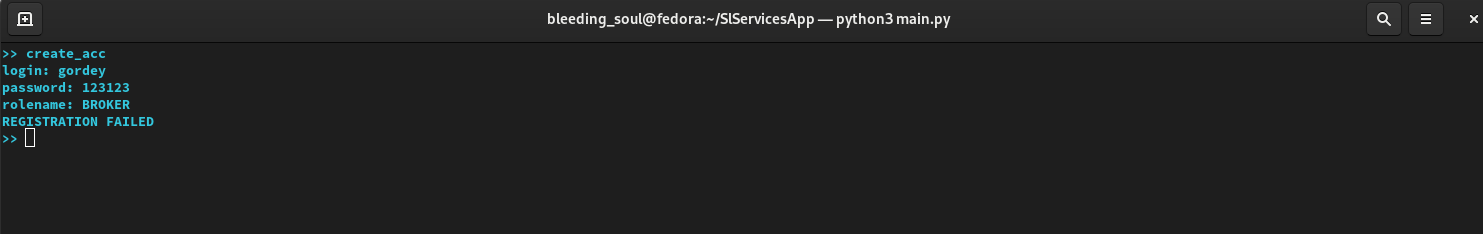 bleeding_soul@fedora:~/SlServicesApp — python3 main.py
>> create_acc
login: gordey
password: 123123
rolename: BROKER
REGISTRATION FAILED
>>